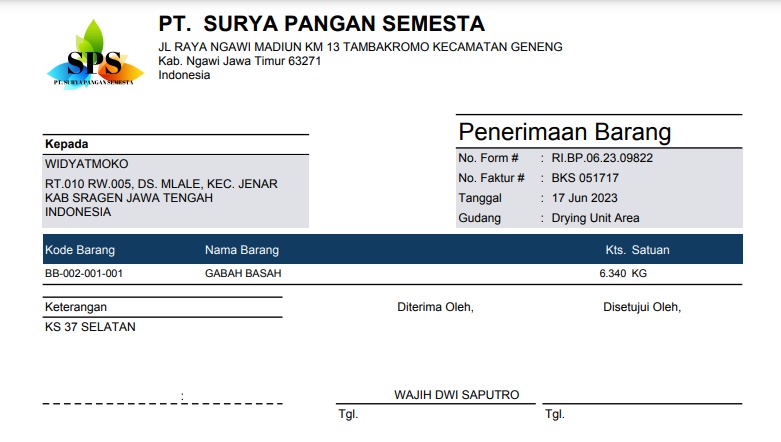 SPS
PT. SURYA PANGAN SEMESTA
PT. SURYA PANGAN SEMESTA
JL RAYA NGAWI MADIUN KM 13 TAMBAKROMO KECAMATAN GENENG
Kab. Ngawi Jawa Timur 63271
Indonesia
Kepada
WIDYATMOKO
RT.010 RW.005, DS. MLALE, KEC. JENAR
KAB SRAGEN JAWA TENGAH
INDONESIA
Penerimaan Barang
No. Form # : RI.BP.06.23.09822
No. Faktur # : BKS 051717
Tanggal : 17 Jun 2023
Gudang : Drying Unit Area
Kode Barang Nama Barang Kts. Satuan
BB-002-001-001 GABAH BASAH 6.340 KG
Keterangan Diterima Oleh, Disetujui Oleh,
KS 37 SELATAN
: WAJIH DWI SAPUTRO
Tgl. Tgl.